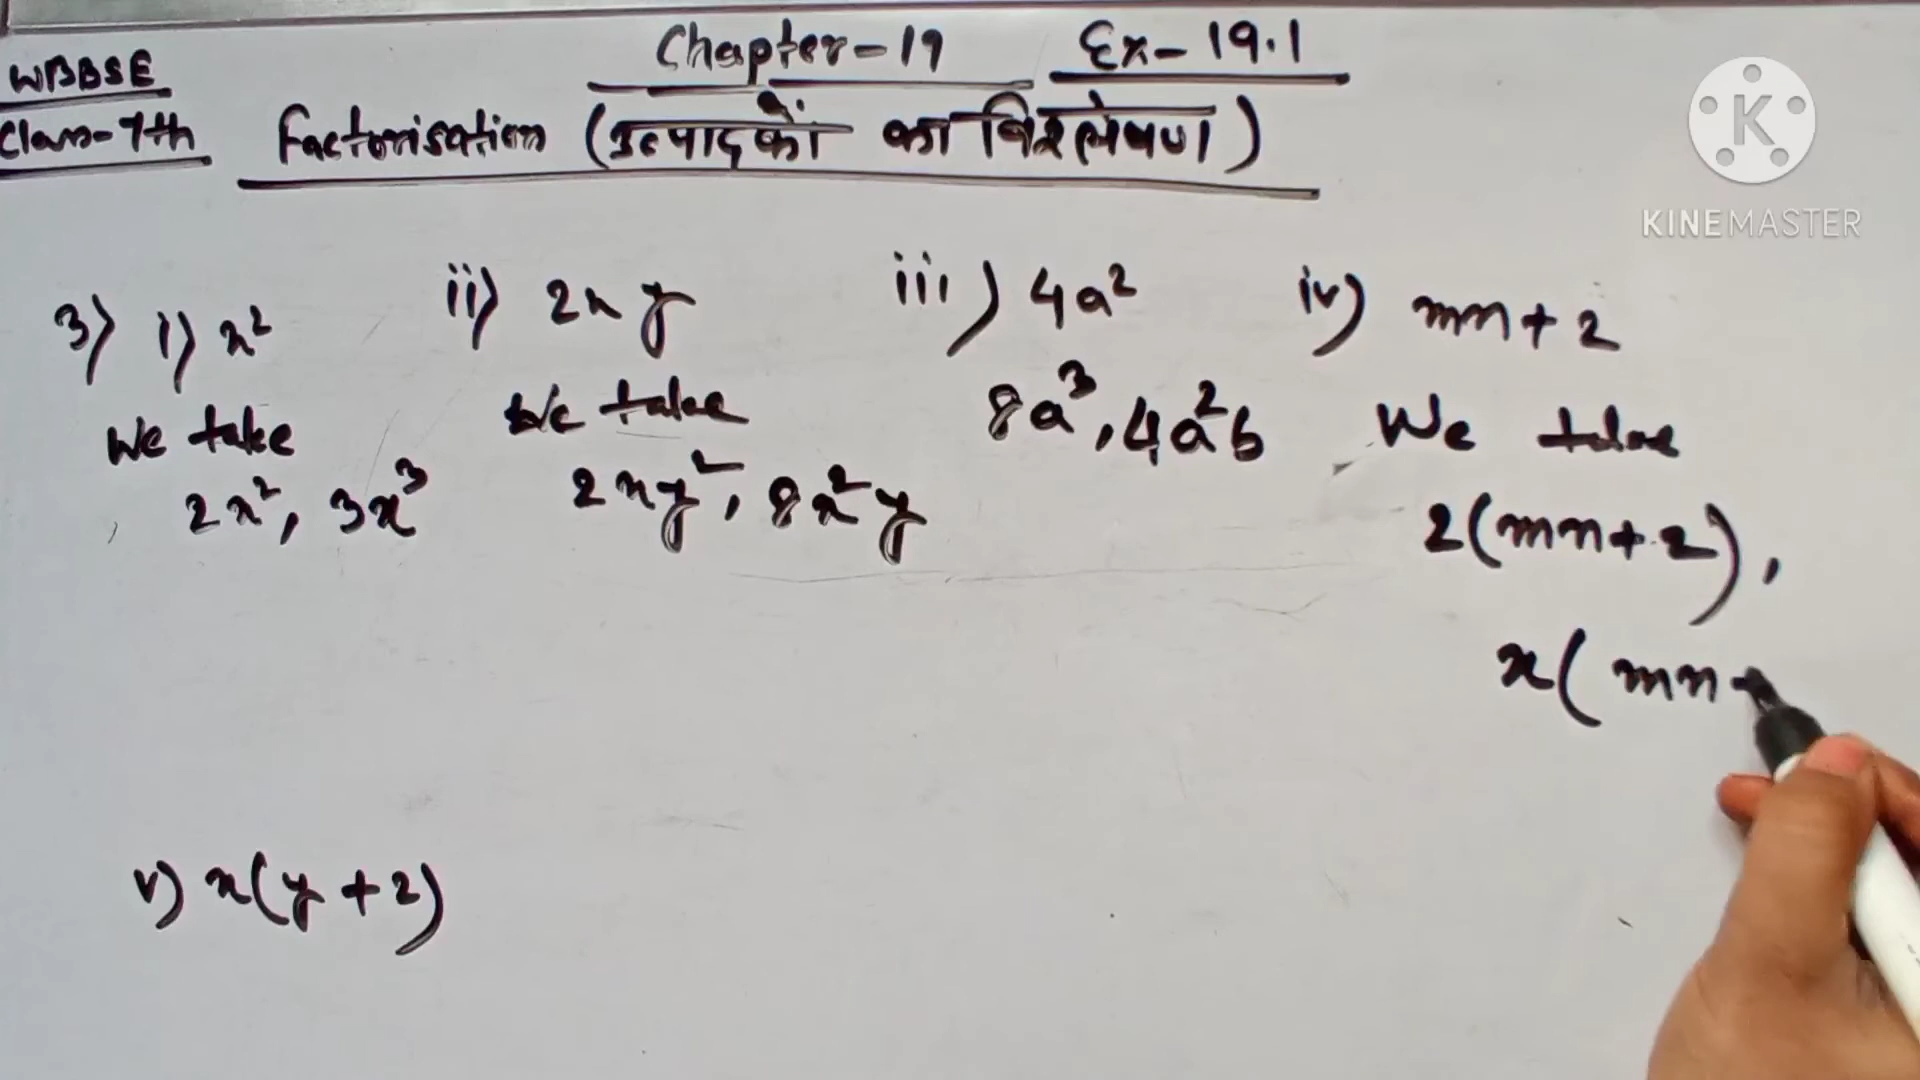 WBBSE
Class-7th
Chapter-19 Ex-19.1
Factorisation (उत्पादकों का विश्लेषण)
3) i) x²
We take
2x², 3x³
ii) 2xy
We take
2xy², 8x²y
iii) 4a²
8a³, 4a²b
iv) mn+2
We take
2(mn+2),
x(mn+
v) x(y+2)
K
KINEMASTER